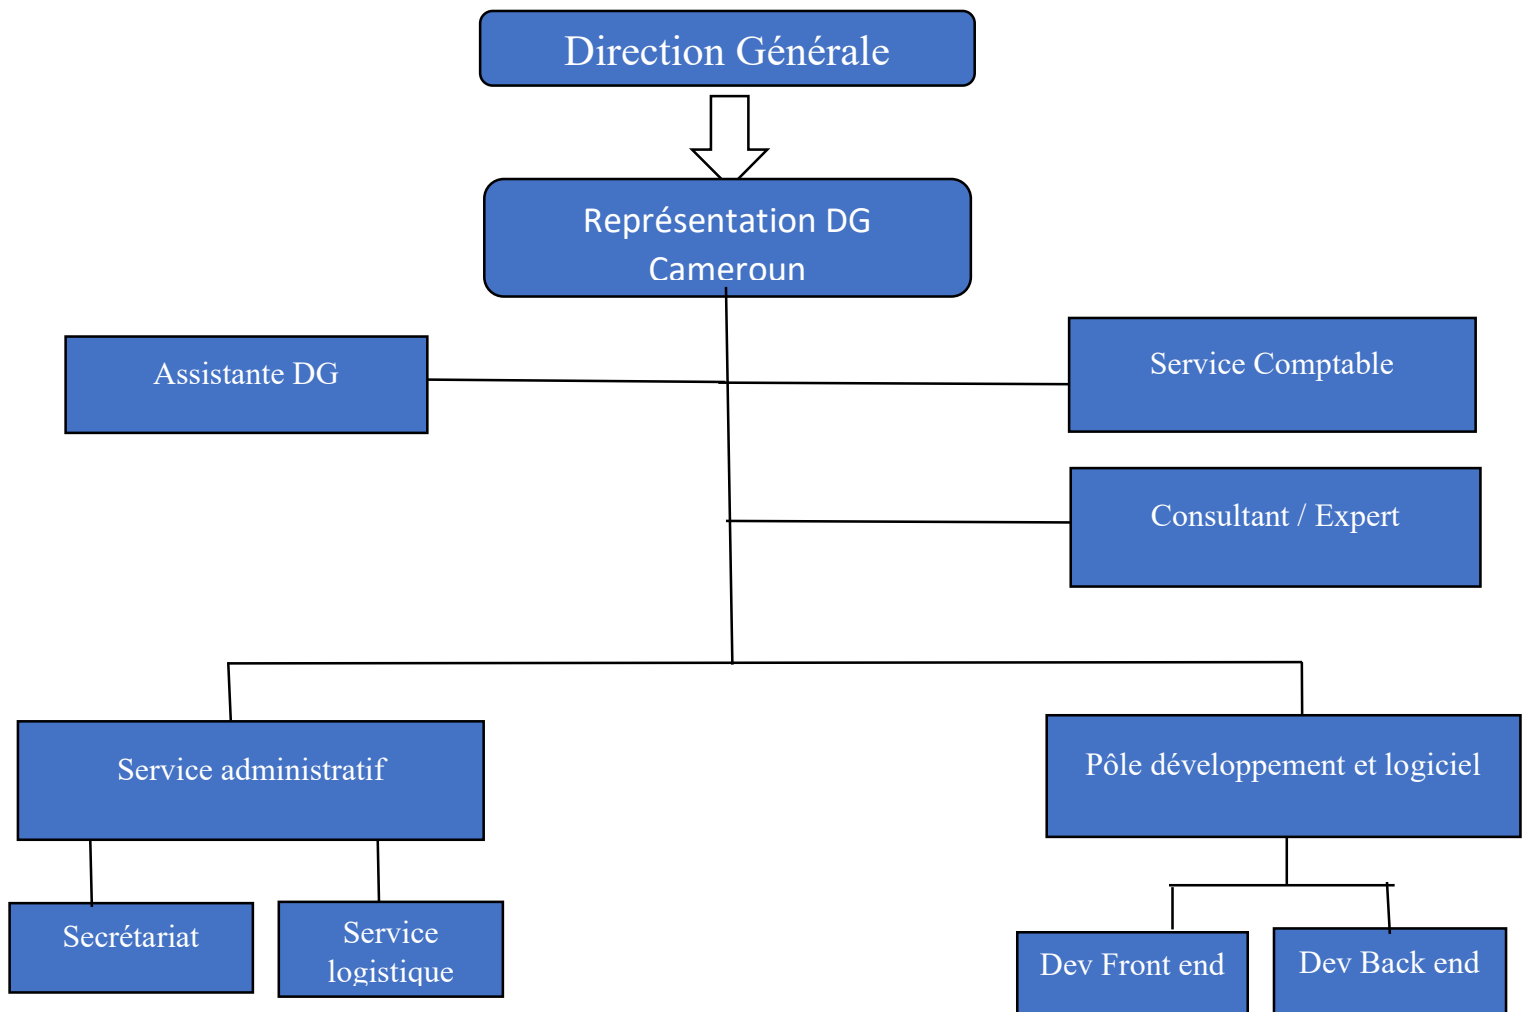 Direction Générale
Représentation DG
Cameroun
Assistante DG
Service Comptable
Consultant / Expert
Service administratif
Pôle développement et logiciel
Secrétariat
Service
logistique
Dev Front end
Dev Back end